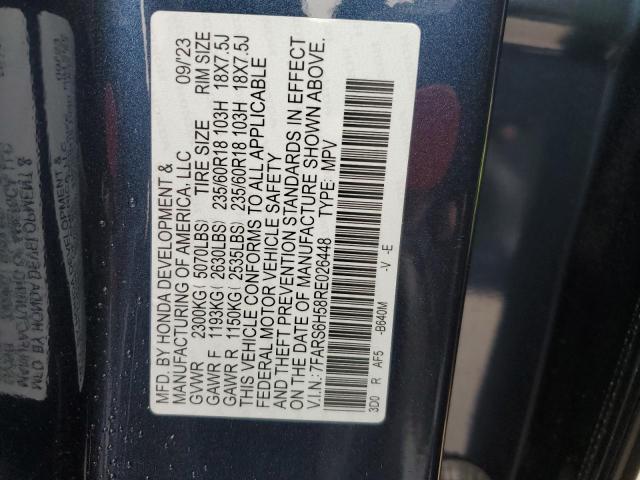 MFD. BY HONDA DEVELOPMENT &
MANUFACTURING OF AMERICA, LLC 09/'23
GVWR 2300KG( 5070LBS) TIRE SIZE RIM SIZE
GAWR F 1193KG( 2630LBS) 235/60R18 103H 18X7.5J
GAWR R 1150KG( 2535LBS) 235/60R18 103H 18X7.5J
THIS VEHICLE CONFORMS TO ALL APPLICABLE
FEDERAL MOTOR VEHICLE SAFETY
AND THEFT PREVENTION STANDARDS IN EFFECT
ON THE DATE OF MANUFACTURE SHOWN ABOVE.
V.I.N.: 7FARS6H58RE026448 TYPE: MPV
3D0 R AF5 -B640M -V -E